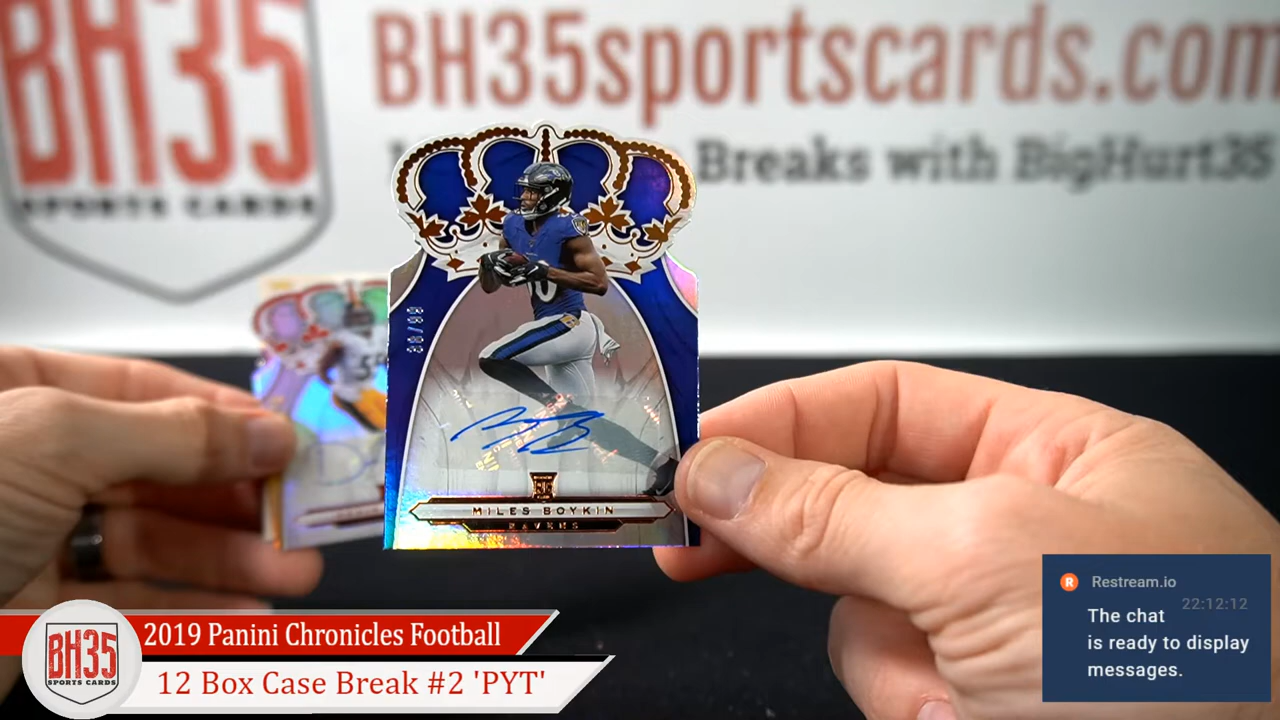 BH35
SPORTS CARDS
BH35sportscards.com
Breaks with BigHurt35
MILES BOYKIN
RAVENS
BH35
SPORTS CARDS
2019 Panini Chronicles Football
12 Box Case Break #2 'PYT'
Restream.io
22:12:12
The chat
is ready to display
messages.